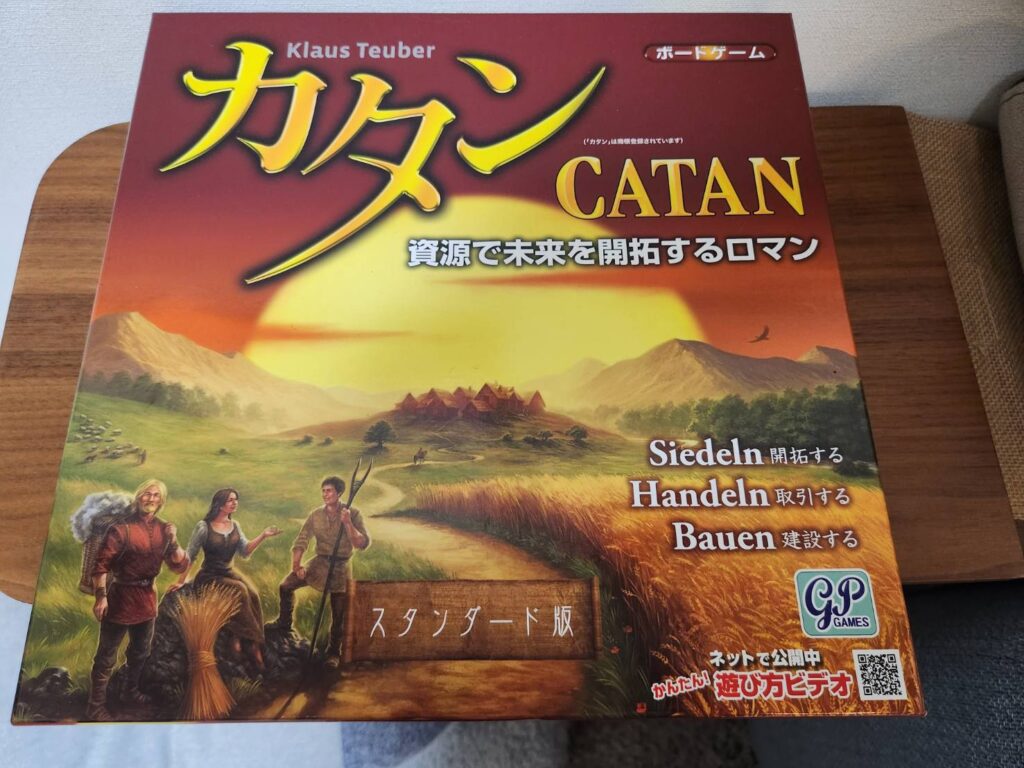 Klaus Teuber
ボードゲーム
カタン
(「カタン」は商標登録されています)
CATAN
資源で未来を開拓するロマン
Siedeln 開拓する
Handeln 取引する
Bauen 建設する
スタンダード版
GP
GAMES
ネットで公開中
かんたん!遊び方ビデオ